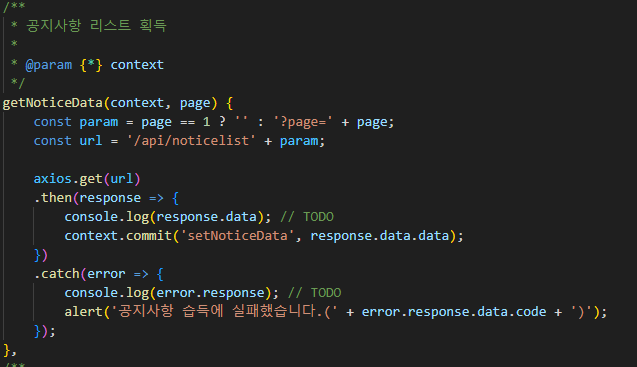 /**
 * 공지사항 리스트 획득
 *
 * @param {*} context
 */
getNoticeData(context, page) {
    const param = page == 1 ? '' : '?page=' + page;
    const url = '/api/noticelist' + param;

    axios.get(url)
    .then(response => {
        console.log(response.data); // TODO
        context.commit('setNoticeData', response.data.data);
    })
    .catch(error => {
        console.log(error.response); // TODO
        alert('공지사항 습득에 실패했습니다.(' + error.response.data.code + ')');
    });
},
/**